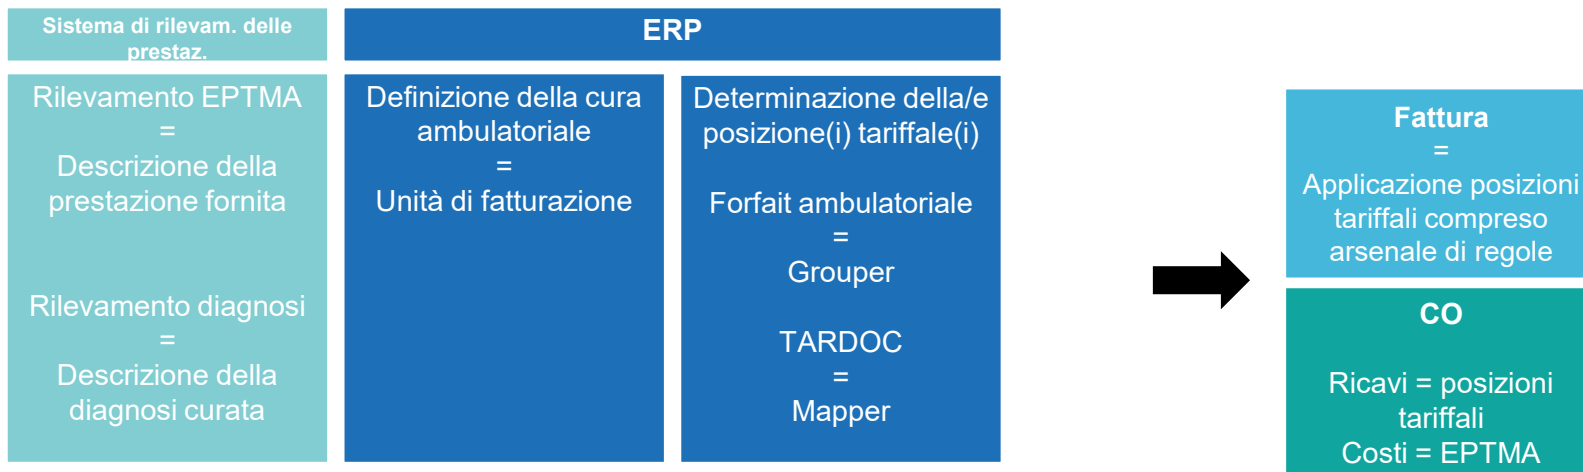 Sistema di rilevam. delle
prestaz.
ERP
Rilevamento EPTMA
=
Descrizione della
prestazione fornita
Rilevamento diagnosi
=
Descrizione della
diagnosi curata
Definizione della cura
ambulatoriale
=
Unità di fatturazione
Determinazione della/e
posizione(i) tariffale(i)
Forfait ambulatoriale
=
Grouper
TARDOC
=
Mapper
Fattura
=
Applicazione posizioni
tariffali compreso
arsenale di regole
CO
Ricavi = posizioni
tariffali
Costi = EPTMA